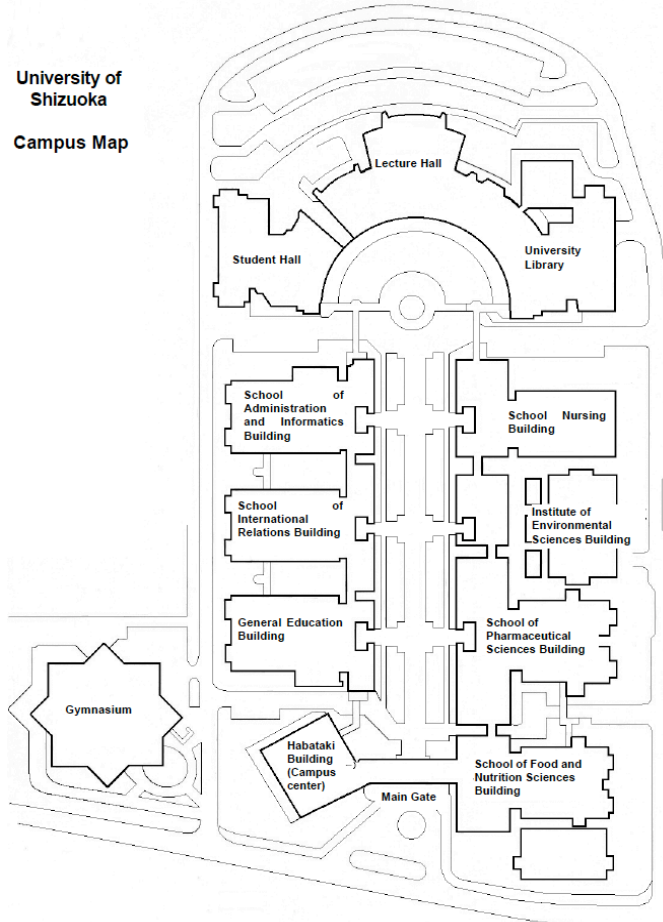 University of
Shizuoka
Campus Map
Lecture Hall
Student Hall
University
Library
School of
Administration
and Informatics
Building
School Nursing
Building
School of
International
Relations Building
Institute of
Environmental
Sciences Building
General Education
Building
School of
Pharmaceutical
Sciences Building
Gymnasium
Habataki
Building
(Campus
center)
School of Food and
Nutrition Sciences
Building
Main Gate